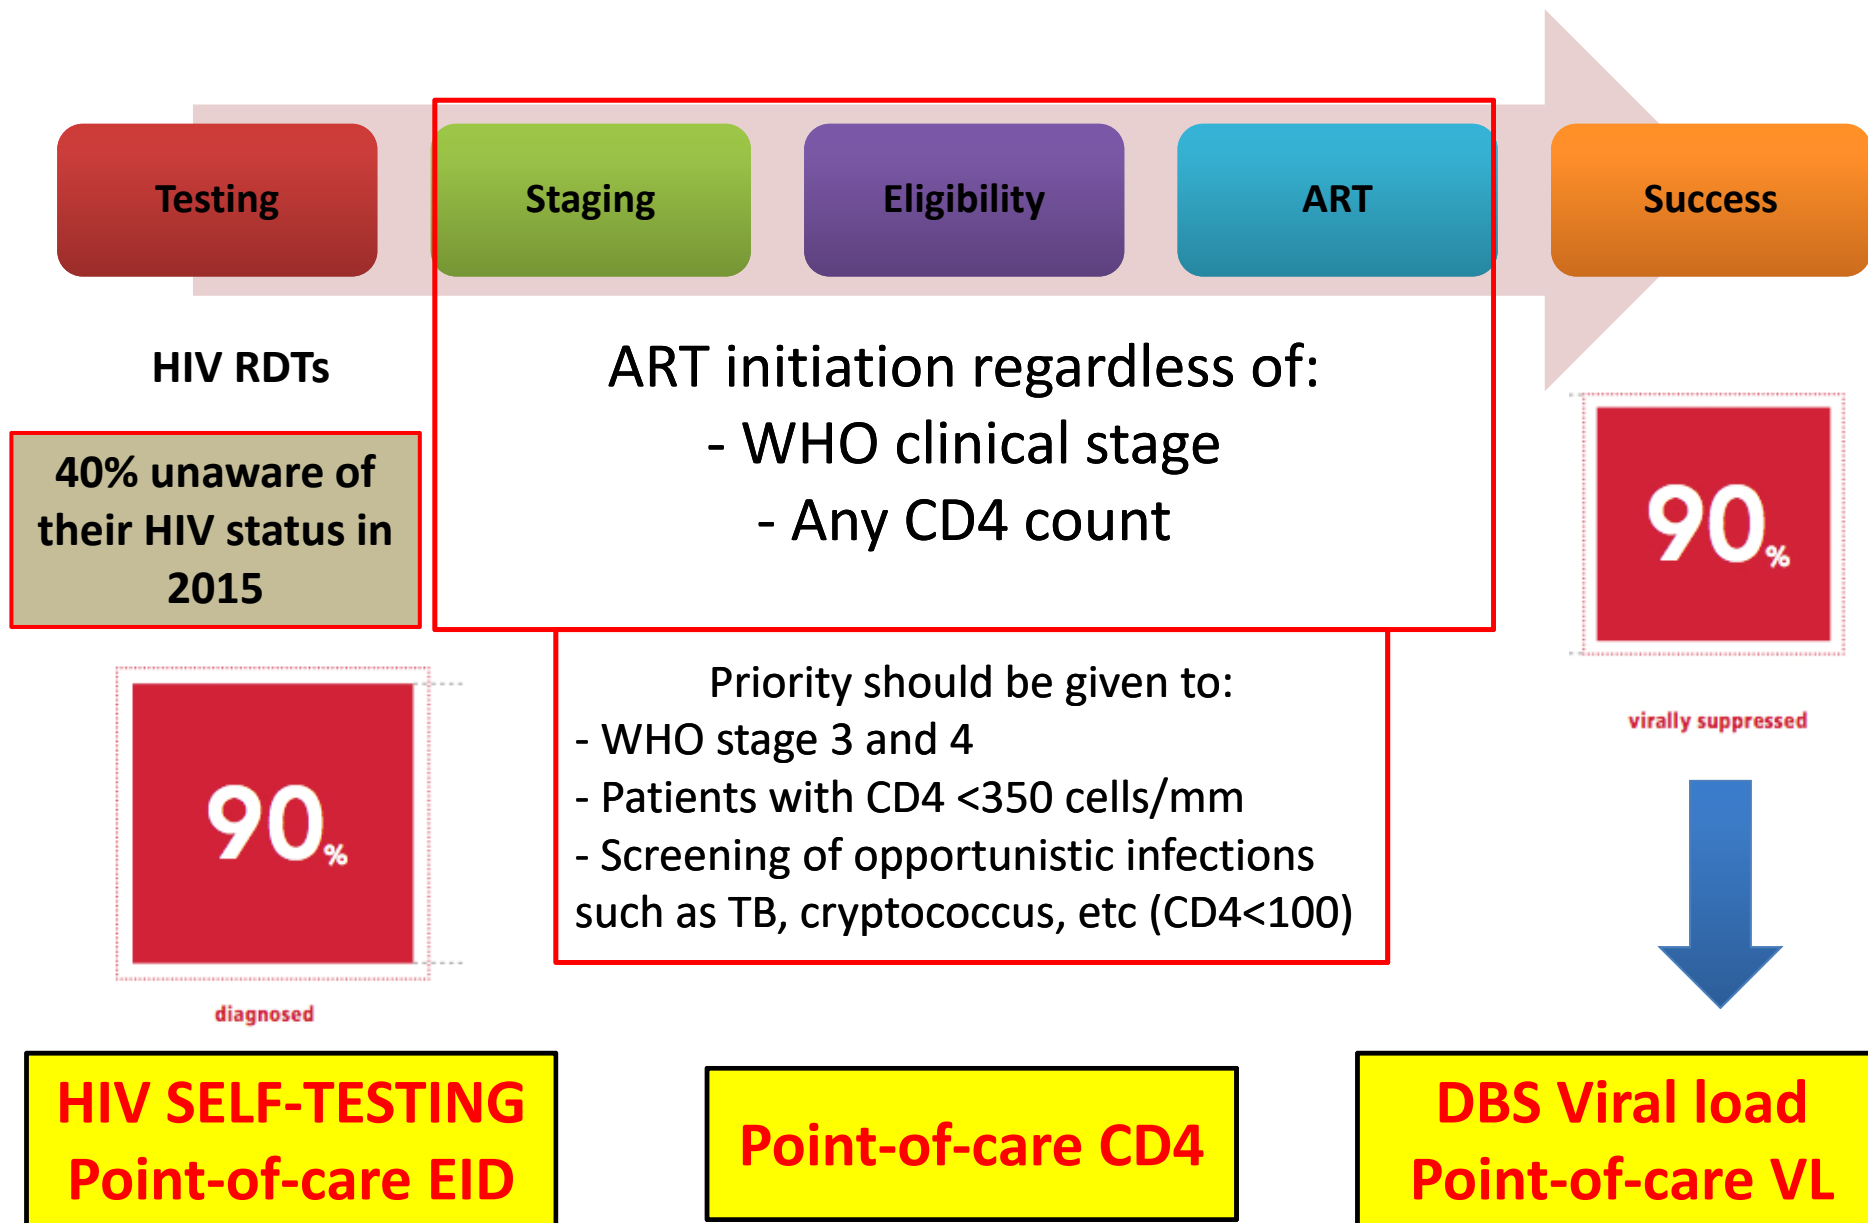 Testing
Staging
Eligibility
ART
Success
HIV RDTs
40% unaware of
their HIV status in
2015
90%
diagnosed
ART initiation regardless of:
- WHO clinical stage
- Any CD4 count
Priority should be given to:
- WHO stage 3 and 4
- Patients with CD4 <350 cells/mm
- Screening of opportunistic infections
such as TB, cryptococcus, etc (CD4<100)
90%
virally suppressed
HIV SELF-TESTING
Point-of-care EID
Point-of-care CD4
DBS Viral load
Point-of-care VL